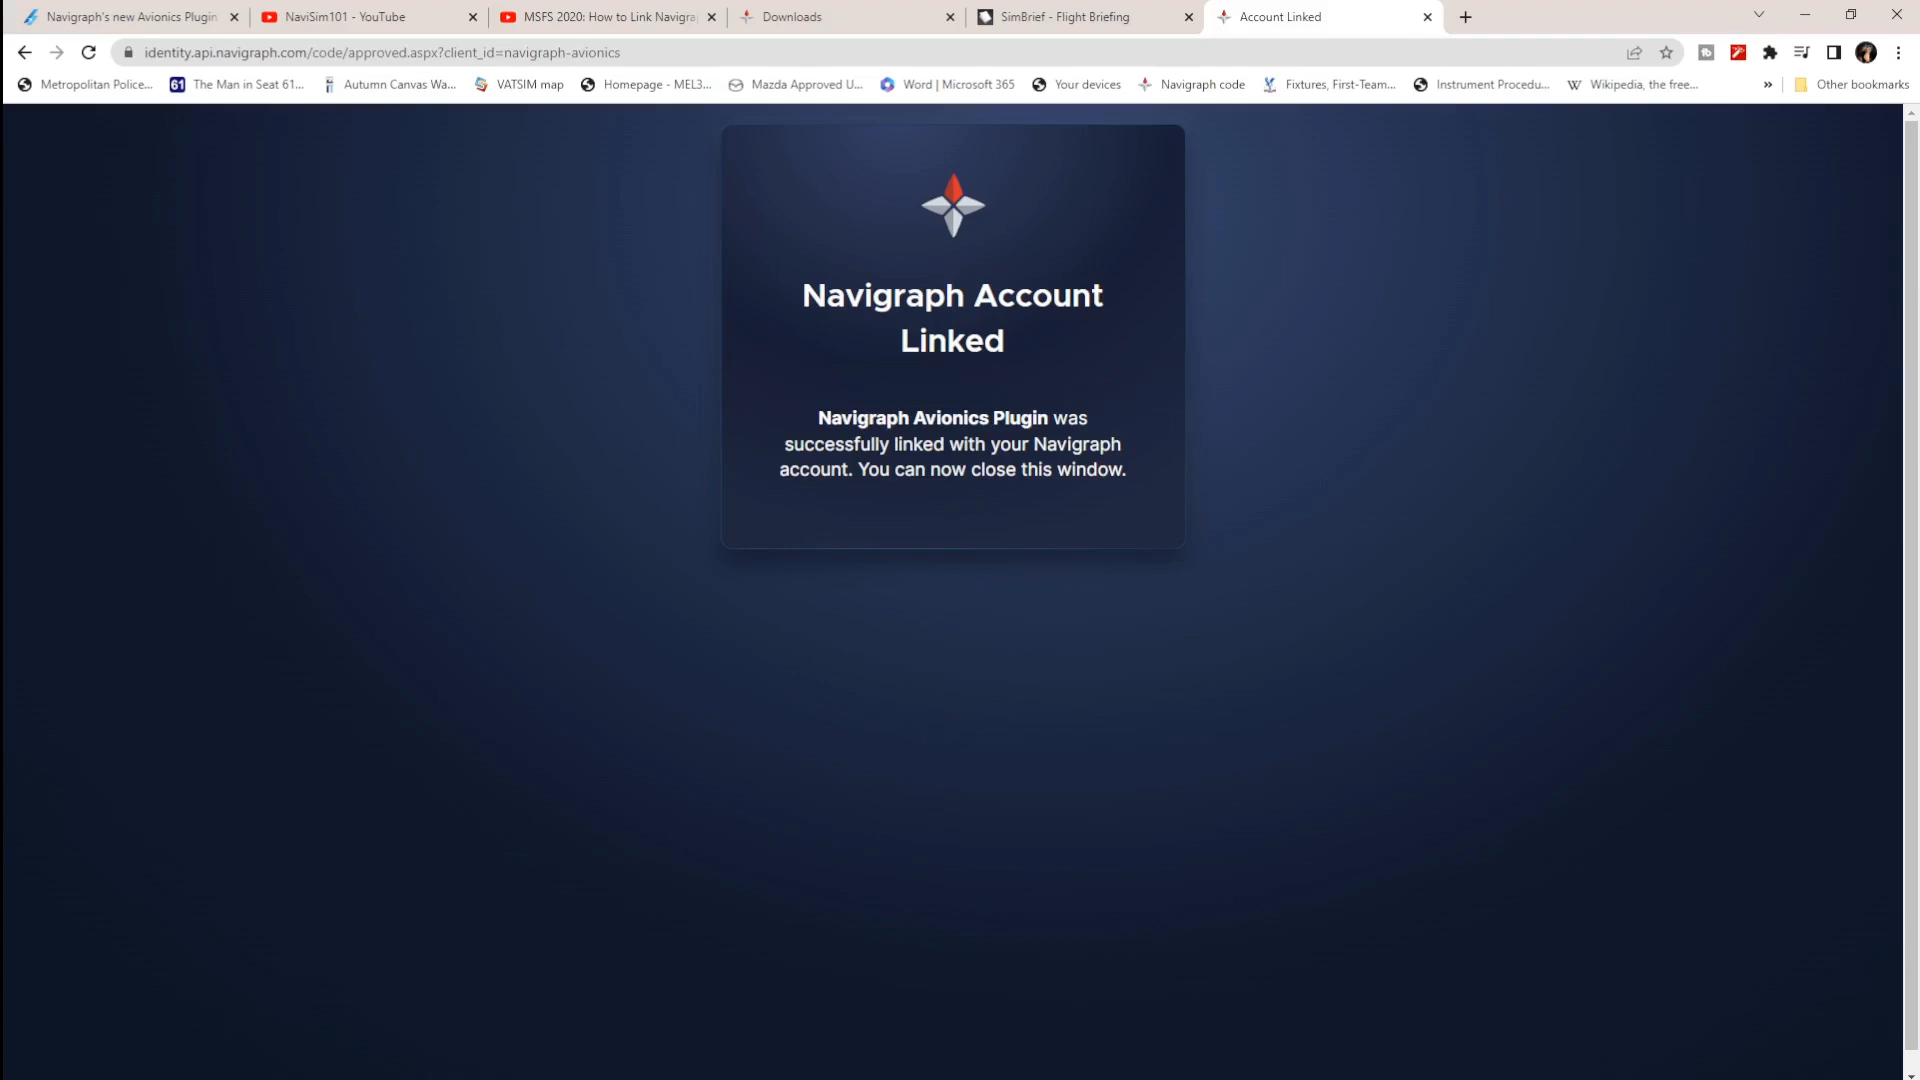 Navigraph's new Avionics Plugin
NaviSim101 - YouTube
MSFS 2020: How to Link Navigra
Downloads
SimBrief - Flight Briefing
Account Linked
identity.api.navigraph.com/code/approved.aspx?client_id=navigraph-avionics
Metropolitan Police...
61 The Man in Seat 61...
Autumn Canvas Wa...
VATSIM map
Homepage - MEL3...
Mazda Approved U...
Word | Microsoft 365
Your devices
Navigraph code
Fixtures, First-Team...
Instrument Procedu...
W Wikipedia, the free...
»
Other bookmarks
Navigraph Account
Linked
Navigraph Avionics Plugin was
successfully linked with your Navigraph
account. You can now close this window.